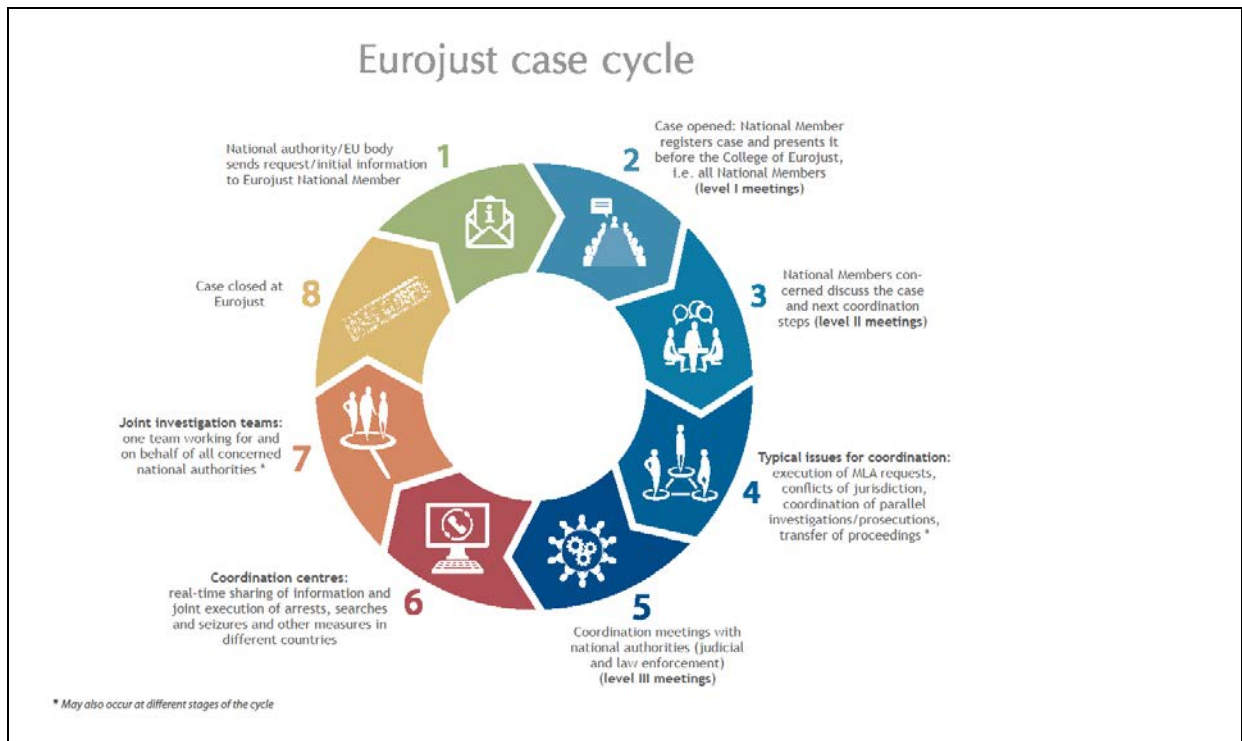 Eurojust case cycle
National authority/EU body
sends request/initial information
to Eurojust National Member
1
2
Case opened: National Member
registers case and presents it
before the College of Eurojust,
i.e. all National Members
(level I meetings)
3
National Members con-
cerned discuss the case
and next coordination
steps (level II meetings)
4
Typical issues for coordination:
execution of MLA requests,
conflicts of jurisdiction,
coordination of parallel
investigations/prosecutions,
transfer of proceedings *
5
Coordination meetings with
national authorities (judicial
and law enforcement)
(level III meetings)
6
Coordination centres:
real-time sharing of information and
joint execution of arrests, searches
and seizures and other measures in
different countries
7
Joint investigation teams:
one team working for and
on behalf of all concerned
national authorities *
8
Case closed at
Eurojust
* May also occur at different stages of the cycle